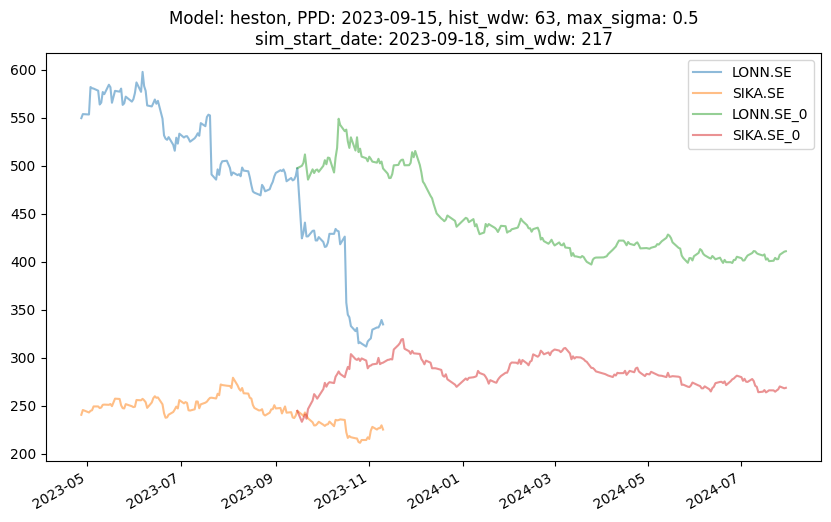 Model: heston, PPD: 2023-09-15, hist_wdw: 63, max_sigma: 0.5
sim_start_date: 2023-09-18, sim_wdw: 217
LONN.SE
SIKA.SE
LONN.SE_0
SIKA.SE_0
600
550
500
450
400
350
300
250
200
2023-05
2023-07
2023-09
2023-11
2024-01
2024-03
2024-05
2024-07